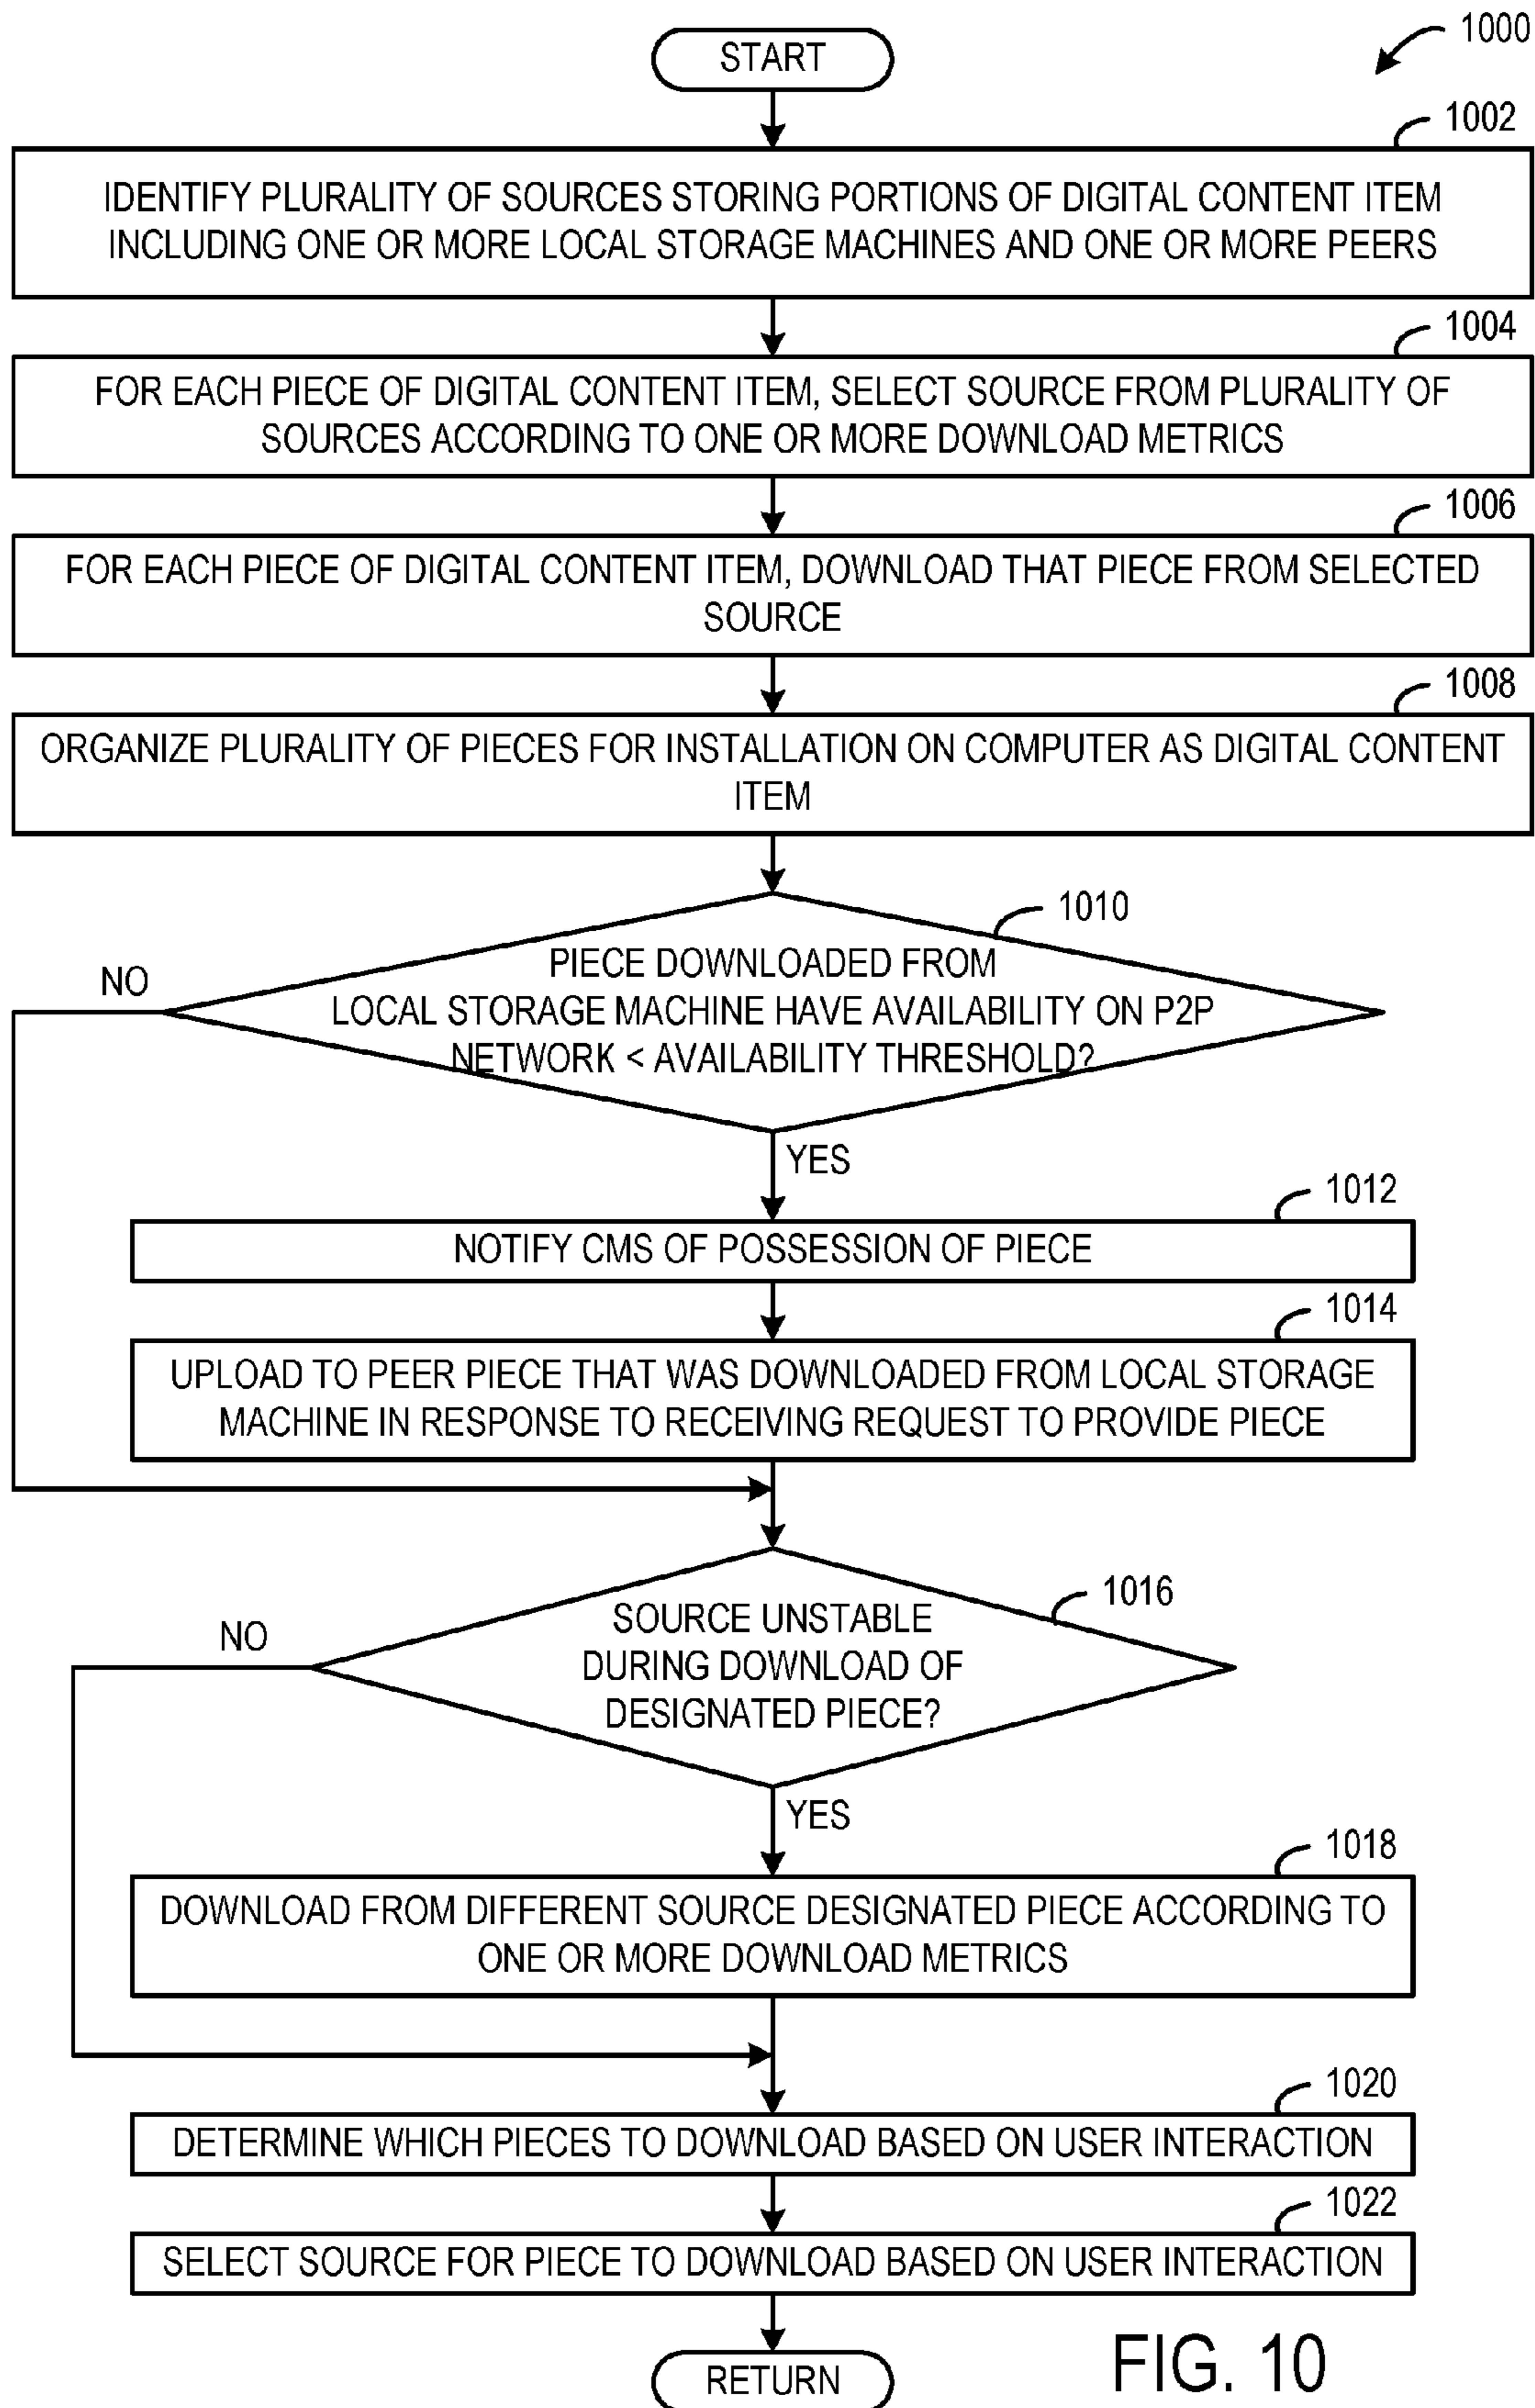 START
1000
1002
IDENTIFY PLURALITY OF SOURCES STORING PORTIONS OF DIGITAL CONTENT ITEM
INCLUDING ONE OR MORE LOCAL STORAGE MACHINES AND ONE OR MORE PEERS
1004
FOR EACH PIECE OF DIGITAL CONTENT ITEM, SELECT SOURCE FROM PLURALITY OF
SOURCES ACCORDING TO ONE OR MORE DOWNLOAD METRICS
1006
FOR EACH PIECE OF DIGITAL CONTENT ITEM, DOWNLOAD THAT PIECE FROM SELECTED
SOURCE
1008
ORGANIZE PLURALITY OF PIECES FOR INSTALLATION ON COMPUTER AS DIGITAL CONTENT
ITEM
1010
PIECE DOWNLOADED FROM
LOCAL STORAGE MACHINE HAVE AVAILABILITY ON P2P
NETWORK < AVAILABILITY THRESHOLD?
NO
YES
1012
NOTIFY CMS OF POSSESSION OF PIECE
1014
UPLOAD TO PEER PIECE THAT WAS DOWNLOADED FROM LOCAL STORAGE
MACHINE IN RESPONSE TO RECEIVING REQUEST TO PROVIDE PIECE
1016
SOURCE UNSTABLE
DURING DOWNLOAD OF
DESIGNATED PIECE?
NO
YES
1018
DOWNLOAD FROM DIFFERENT SOURCE DESIGNATED PIECE ACCORDING TO
ONE OR MORE DOWNLOAD METRICS
1020
DETERMINE WHICH PIECES TO DOWNLOAD BASED ON USER INTERACTION
1022
SELECT SOURCE FOR PIECE TO DOWNLOAD BASED ON USER INTERACTION
RETURN
FIG. 10